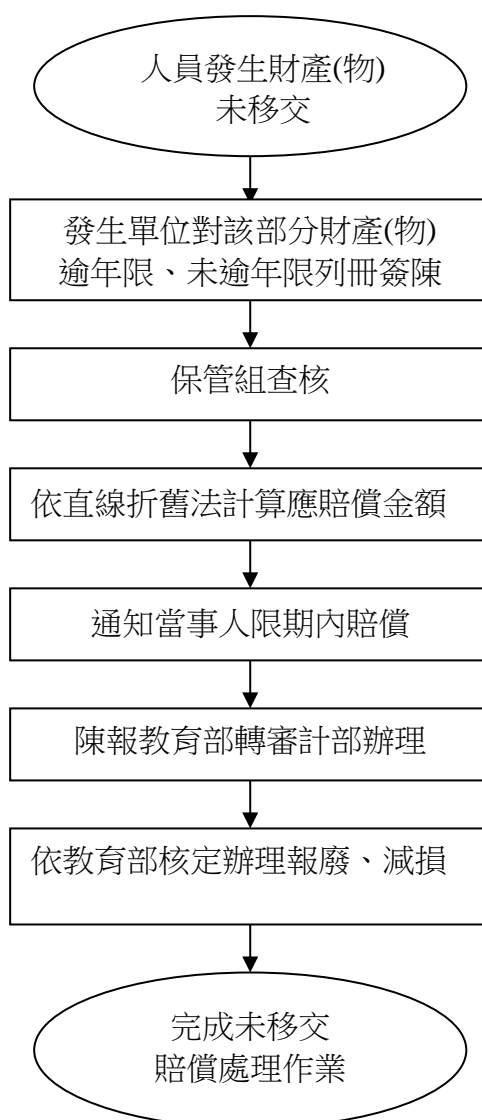 人員發生財產(物)
未移交
發生單位對該部分財產(物)
逾年限、未逾年限列冊簽陳
保管組查核
依直線折舊法計算應賠償金額
通知當事人限期內賠償
陳報教育部轉審計部辦理
依教育部核定辦理報廢、減損
完成未移交
賠償處理作業